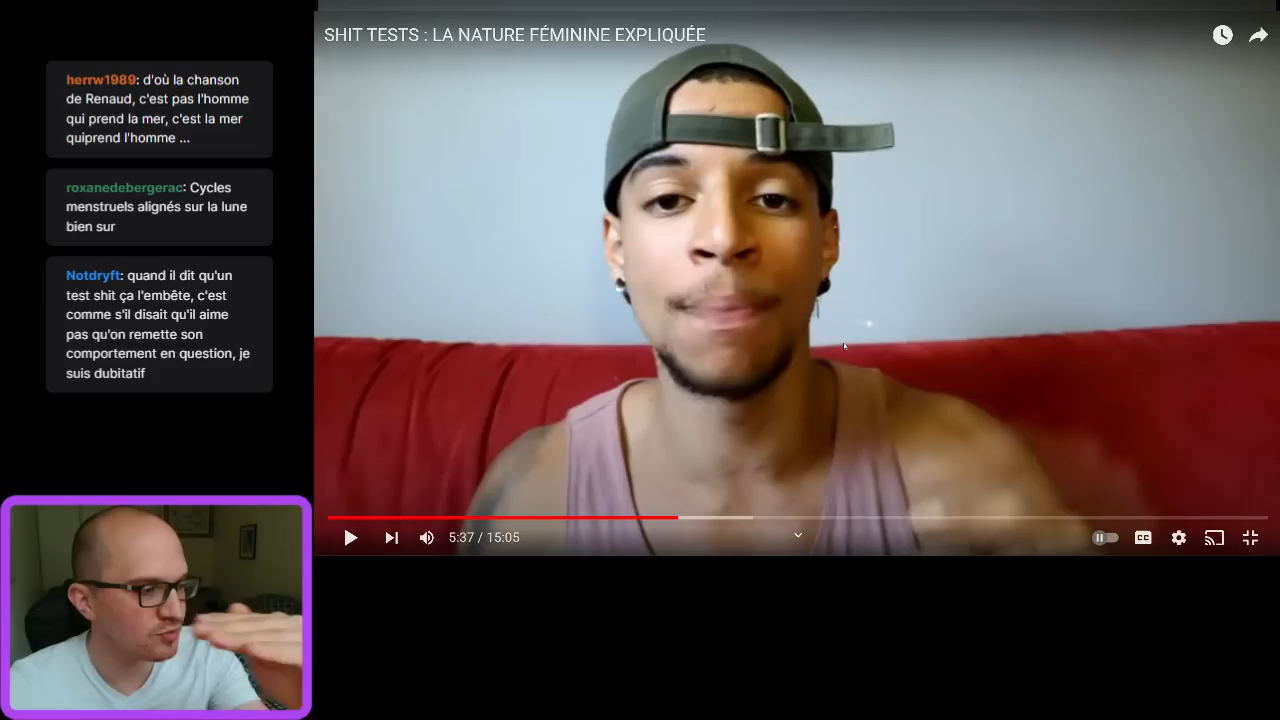 SHIT TESTS : LA NATURE FÉMININE EXPLIQUÉE
herrw1989: d'où la chanson
de Renaud, c'est pas l'homme
qui prend la mer, c'est la mer
quiprend l'homme ...
roxanedebergerac: Cycles
menstruels alignés sur la lune
bien sur
Notdryft: quand il dit qu'un
test shit ça l'embête, c'est
comme s'il disait qu'il aime
pas qu'on remette son
comportement en question, je
suis dubitatif
5:37 / 15:05
CC